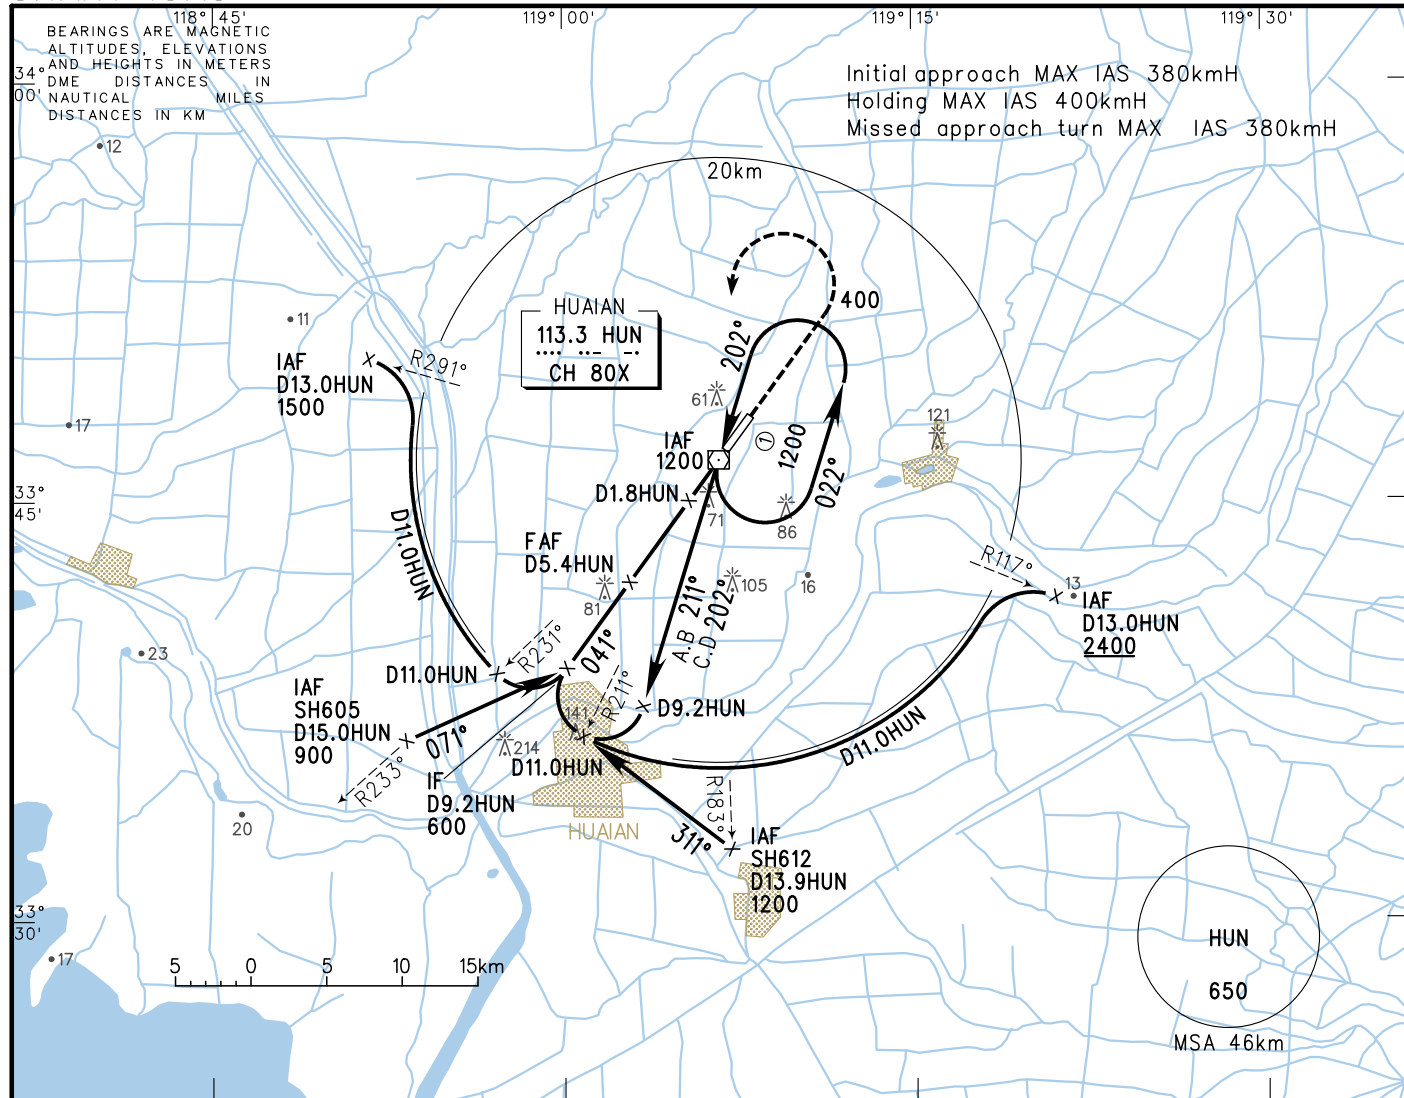 118° 45'
119° 00'
119° 15'
119° 30'
BEARINGS ARE MAGNETIC
ALTITUDES, ELEVATIONS
AND HEIGHTS IN METERS
DME DISTANCES IN
NAUTICAL MILES
DISTANCES IN KM
34°
00'
Initial approach MAX IAS 380kmH
Holding MAX IAS 400kmH
Missed approach turn MAX IAS 380kmH
12
20km
HUAIAN
113.3 HUN
CH 80X
400
202°
11
IAF
D13.0HUN
1500
R291°
17
61
IAF
1200
①
1200
022°
121
33°
45'
D1.8HUN
71
86
D11.0HUN
FAF
D5.4HUN
81
105
16
R117°
13
IAF
D13.0HUN
2400
A.B 211°
C.D 202°
041°
R231°
R211°
23
D11.0HUN
D9.2HUN
IAF
SH605
D15.0HUN
900
071°
R233°
141
214
D11.0HUN
D11.0HUN
IF
D9.2HUN
600
HUAIAN
R183°
311°
IAF
SH612
D13.9HUN
1200
20
33°
30'
17
5 0 5 10 15km
HUN
650
MSA 46km